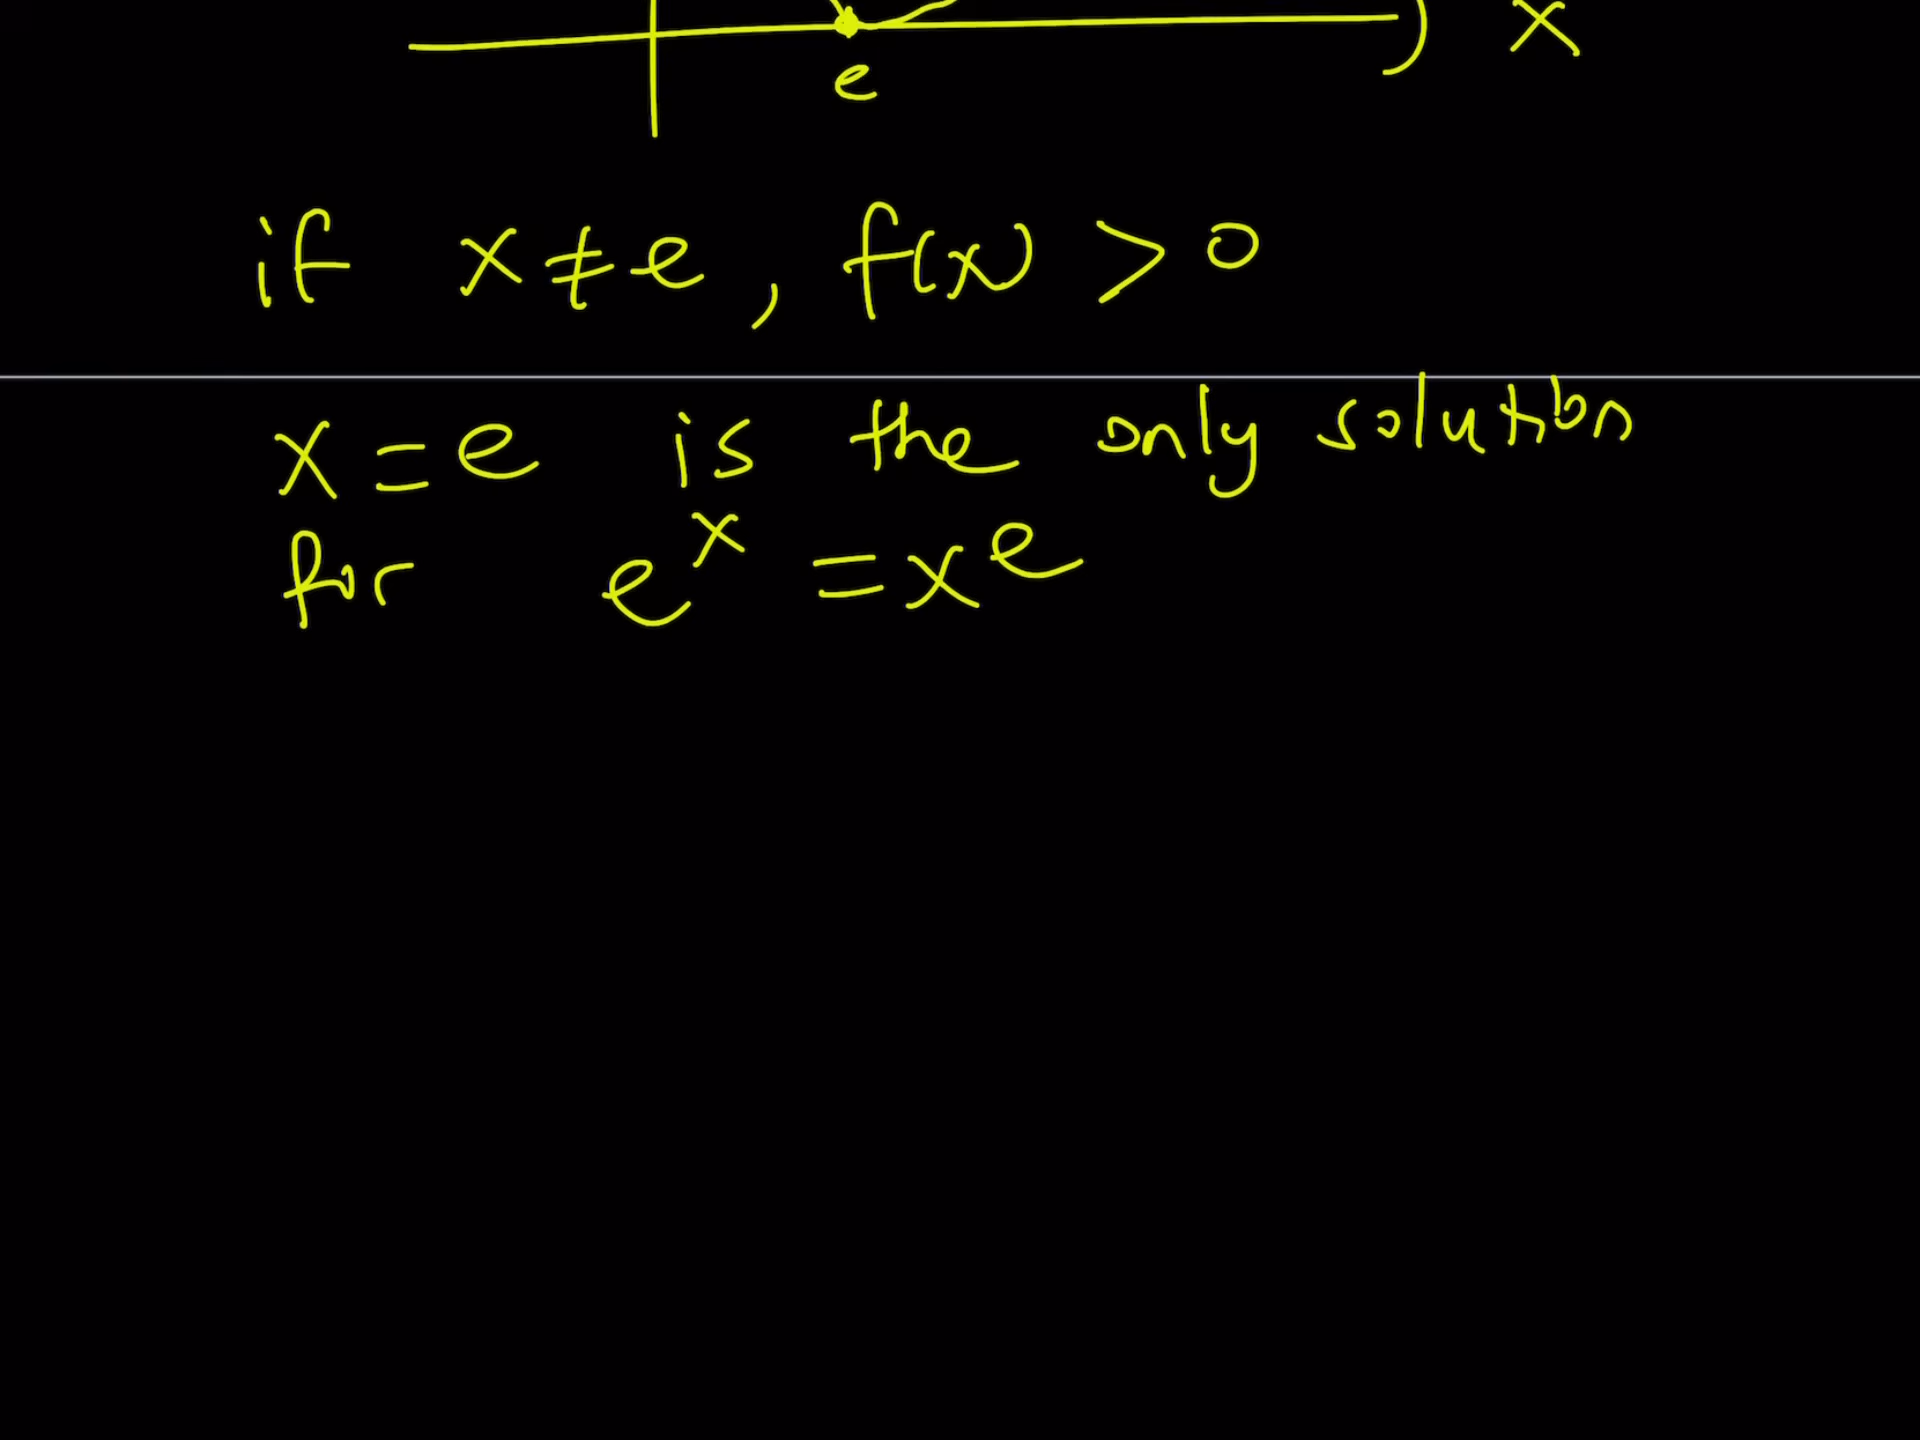 x
e
if x ≠ e, f(x) > 0
x = e is the only solution
for e^x = x^e